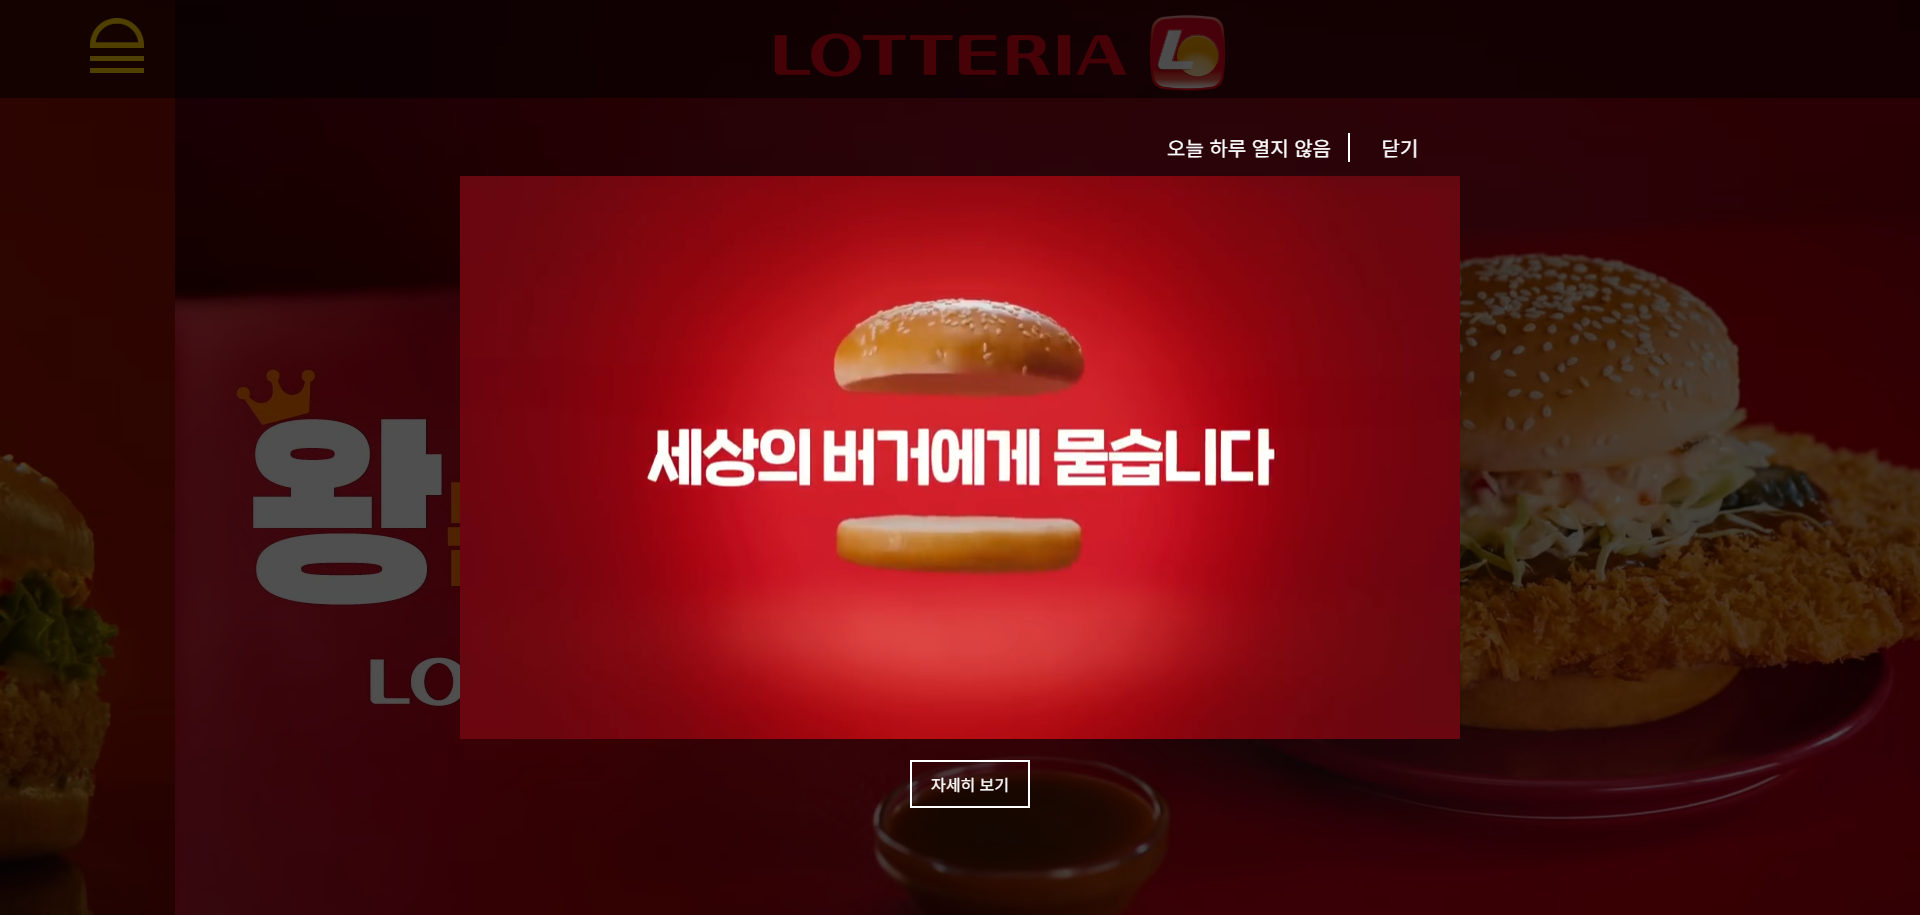 LOTTERIA
오늘 하루 열지 않음
닫기
세상의 버거에게 묻습니다
왕
LO
자세히 보기